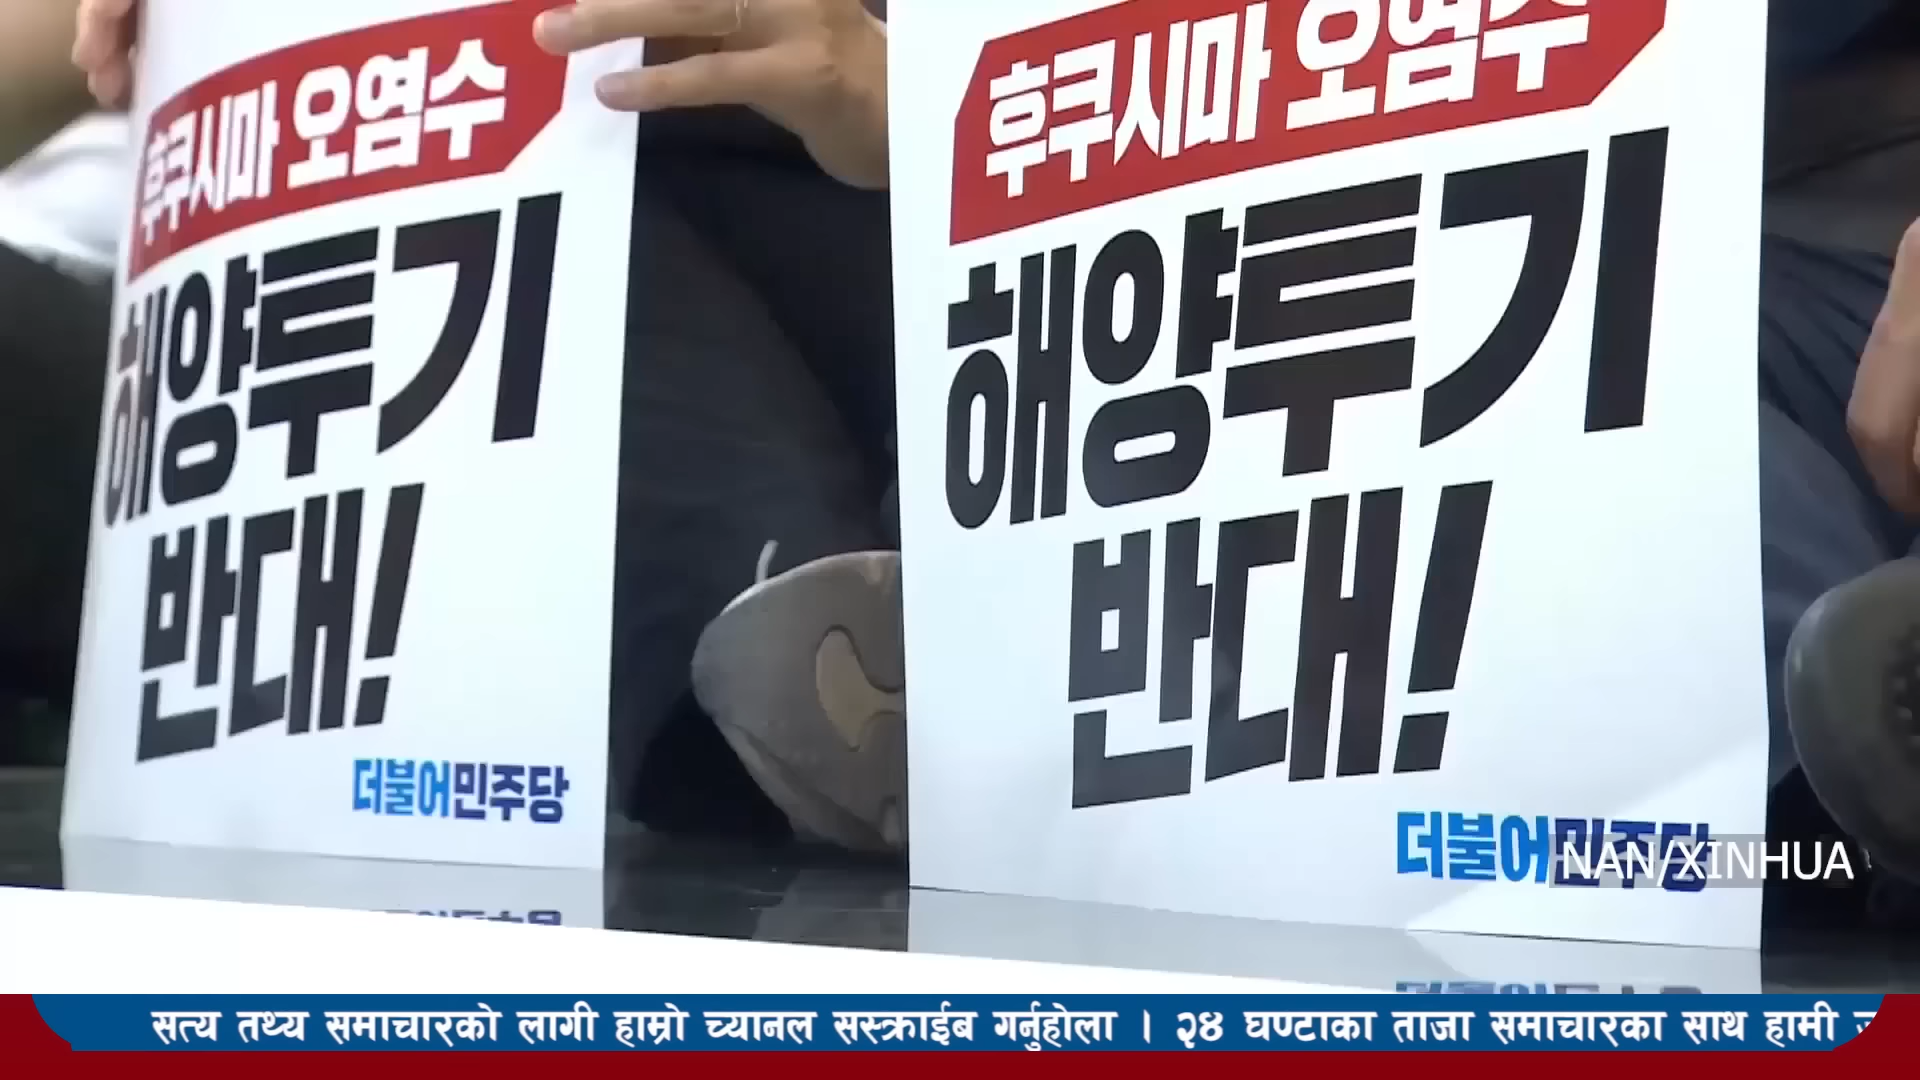 후쿠시마 오염수
해양투기
반대!
더불어민주당
후쿠시마 오염수
해양투기
반대!
더불어민주당
NAN/XINHUA
सत्य तथ्य समाचारको लागी हाम्रो च्यानल सस्क्राईब गर्नुहोला । २४ घण्टाका ताजा समाचारका साथ हामी